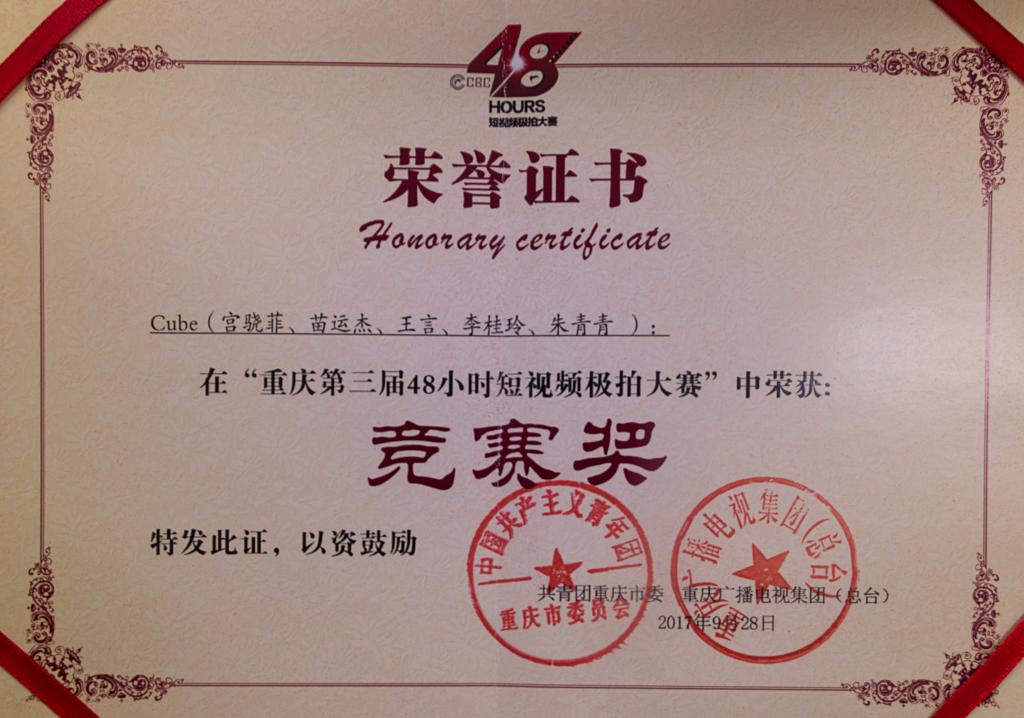 CBC
48
HOURS
短视频极拍大赛
荣誉证书
Honorary certificate
Cube（宫骁菲、苗运杰、王言、李桂玲、朱青青 ）：
在“重庆第三届48小时短视频极拍大赛”中荣获：
竞赛奖
特发此证，以资鼓励
中國共产主义青年团
重庆市委员会
重庆广播电视集团(总台)
共青团重庆市委 重庆广播电视集团（总台）
2017年9月28日